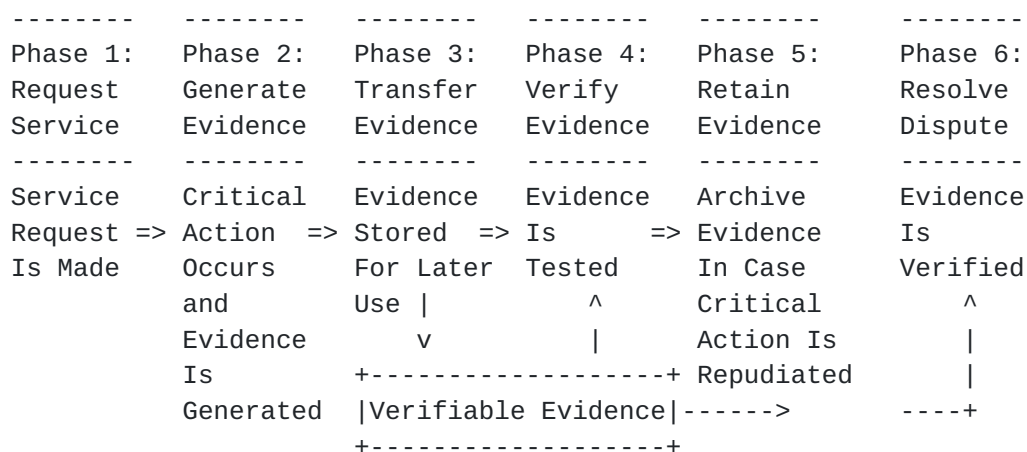 --------   --------   --------   --------   --------     --------
Phase 1:   Phase 2:   Phase 3:   Phase 4:   Phase 5:     Phase 6:
Request    Generate   Transfer   Verify     Retain       Resolve
Service    Evidence   Evidence   Evidence   Evidence     Dispute
--------   --------   --------   --------   --------     --------
Service    Critical   Evidence   Evidence   Archive      Evidence
Request => Action  => Stored  => Is      => Evidence     Is
Is Made    Occurs     For Later  Tested     In Case      Verified
           and        Use |          ^      Critical         ^
           Evidence       v          |      Action Is        |
           Is         +-------------------+ Repudiated       |
           Generated  |Verifiable Evidence|------>       ----+
                      +-------------------+